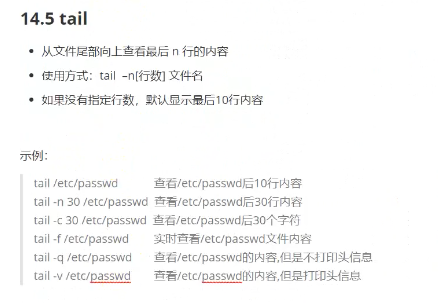 14.5 tail
• 从文件尾部向上查看最后 n 行的内容
• 使用方式：tail –n[行数] 文件名
• 如果没有指定行数，默认显示最后10行内容
示例：
tail /etc/passwd 查看/etc/passwd后10行内容
tail -n 30 /etc/passwd 查看/etc/passwd后30行内容
tail -c 30 /etc/passwd 查看/etc/passwd后30个字符
tail -f /etc/passwd 实时查看/etc/passwd文件内容
tail -q /etc/passwd 查看/etc/passwd的内容,但是不打印头信息
tail -v /etc/passwd 查看/etc/passwd的内容,但是打印头信息